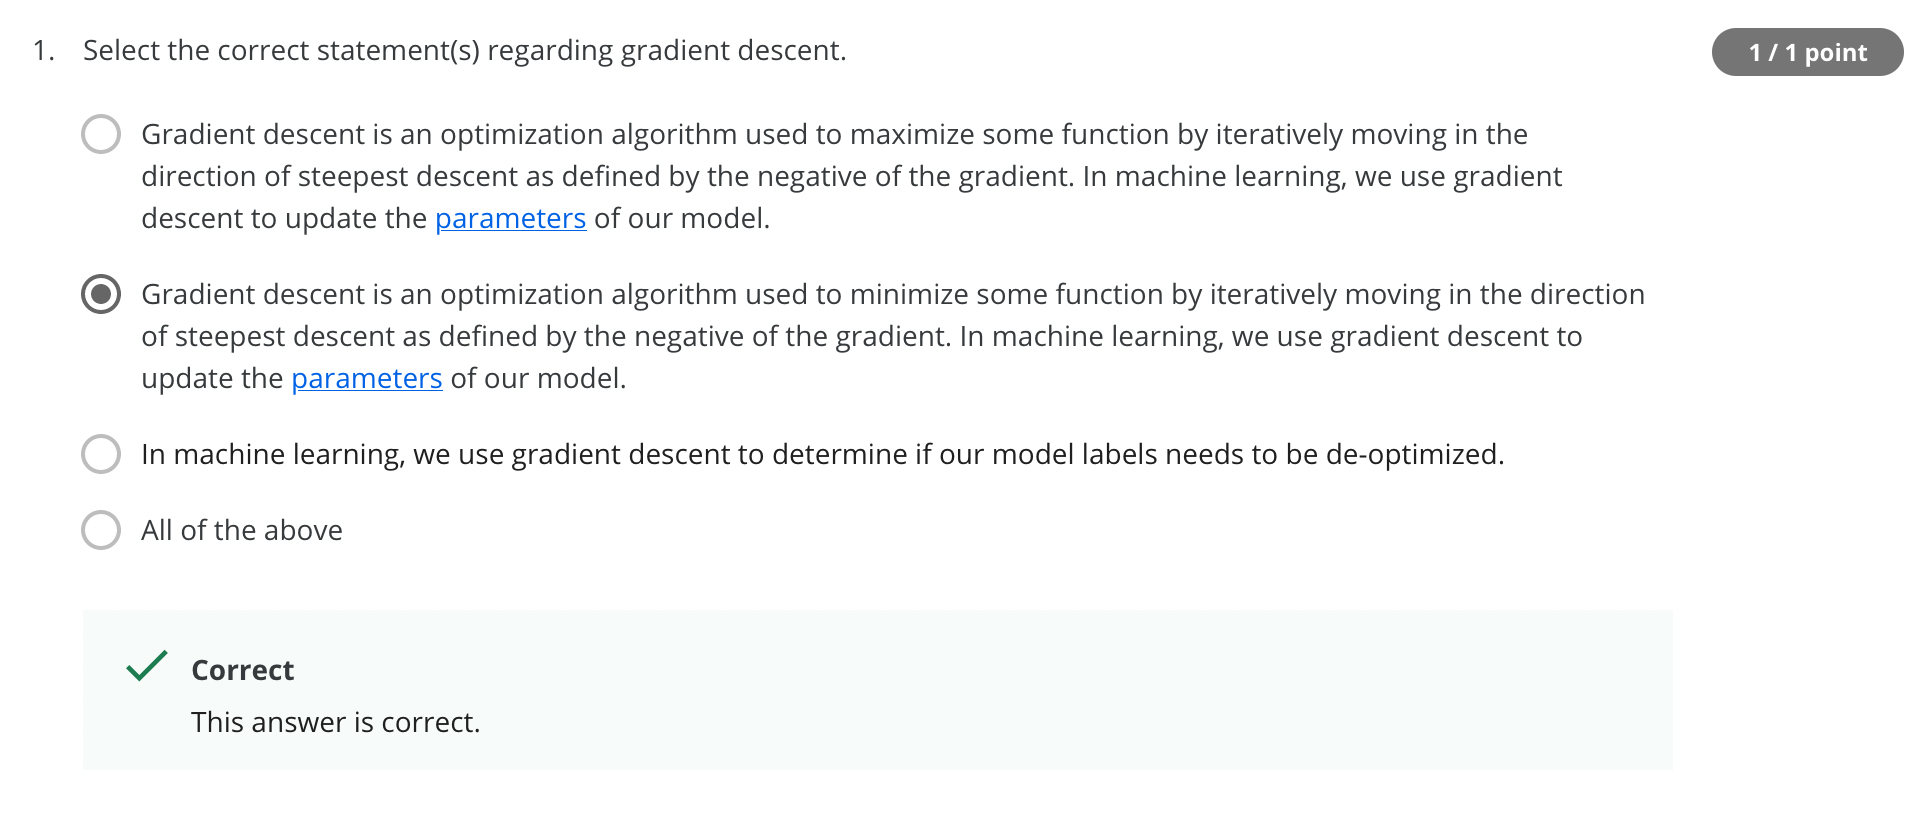 1. Select the correct statement(s) regarding gradient descent.
1 / 1 point
Gradient descent is an optimization algorithm used to maximize some function by iteratively moving in the
direction of steepest descent as defined by the negative of the gradient. In machine learning, we use gradient
descent to update the parameters of our model.
Gradient descent is an optimization algorithm used to minimize some function by iteratively moving in the direction
of steepest descent as defined by the negative of the gradient. In machine learning, we use gradient descent to
update the parameters of our model.
In machine learning, we use gradient descent to determine if our model labels needs to be de-optimized.
All of the above
Correct
This answer is correct.